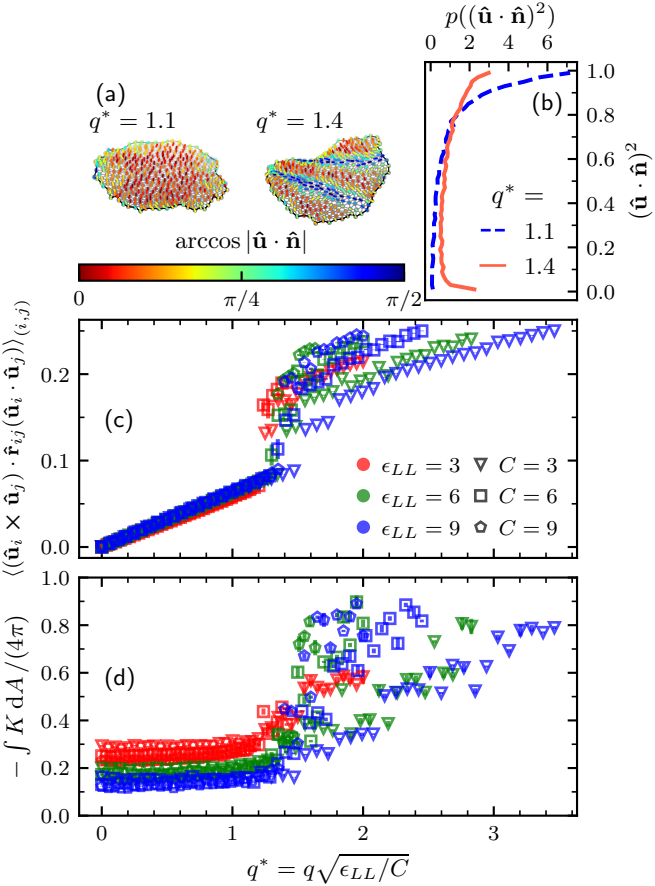 (a)
q* = 1.1
q* = 1.4
arccos |û · n̂|
0
π/4
π/2
p((û · n̂)²)
0 2 4 6
(b)
1.0
0.8
0.6
0.4
0.2
0.0
(û · n̂)²
q* =
1.1
1.4
⟨(ûᵢ × ûⱼ) · r̂ᵢⱼ(ûᵢ · ûⱼ)⟩₍ᵢ,ⱼ₎
0.2
0.1
0.0
(c)
ϵ_LL = 3 C = 3
ϵ_LL = 6 C = 6
ϵ_LL = 9 C = 9
− ∫ K dA /(4π)
1.0
0.8
0.6
0.4
0.2
0.0
(d)
0 1 2 3
q* = q√(ϵ_LL/C)